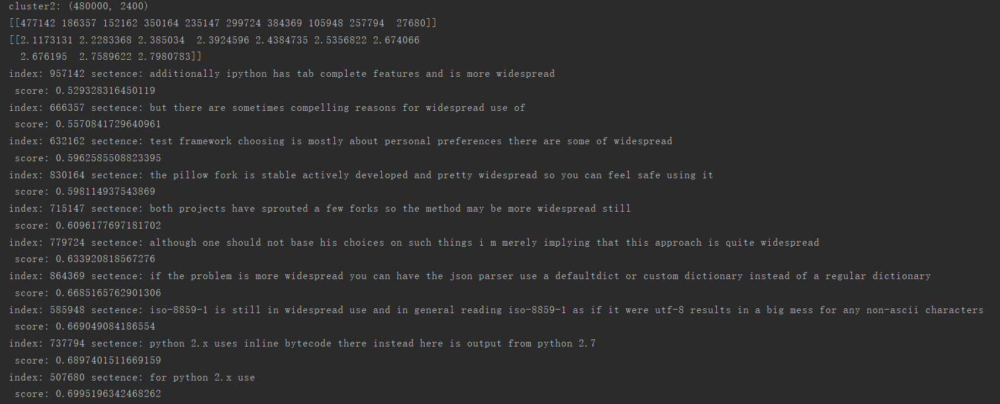 cluster2: (480000, 2400)
[[477142 186357 152162 350164 235147 299724 384369 105948 257794  27680]]
[[2.1173131 2.2283368 2.385034  2.3924596 2.4384735 2.5356822 2.674066
  2.676195  2.7589622 2.7980783]]
index: 957142 sectence: additionally ipython has tab complete features and is more widespread
 score: 0.529328316450119
index: 666357 sectence: but there are sometimes compelling reasons for widespread use of
 score: 0.5570841729640961
index: 632162 sectence: test framework choosing is mostly about personal preferences there are some of widespread
 score: 0.5962585508823395
index: 830164 sectence: the pillow fork is stable actively developed and pretty widespread so you can feel safe using it
 score: 0.598114937543869
index: 715147 sectence: both projects have sprouted a few forks so the method may be more widespread still
 score: 0.6096177697181702
index: 779724 sectence: although one should not base his choices on such things i m merely implying that this approach is quite widespread
 score: 0.633920818567276
index: 864369 sectence: if the problem is more widespread you can have the json parser use a defaultdict or custom dictionary instead of a regular dictionary
 score: 0.6685165762901306
index: 585948 sectence: iso-8859-1 is still in widespread use and in general reading iso-8859-1 as if it were utf-8 results in a big mess for any non-ascii characters
 score: 0.669049084186554
index: 737794 sectence: python 2.x uses inline bytecode there instead here is output from python 2.7
 score: 0.6897401511669159
index: 507680 sectence: for python 2.x use
 score: 0.6995196342468262